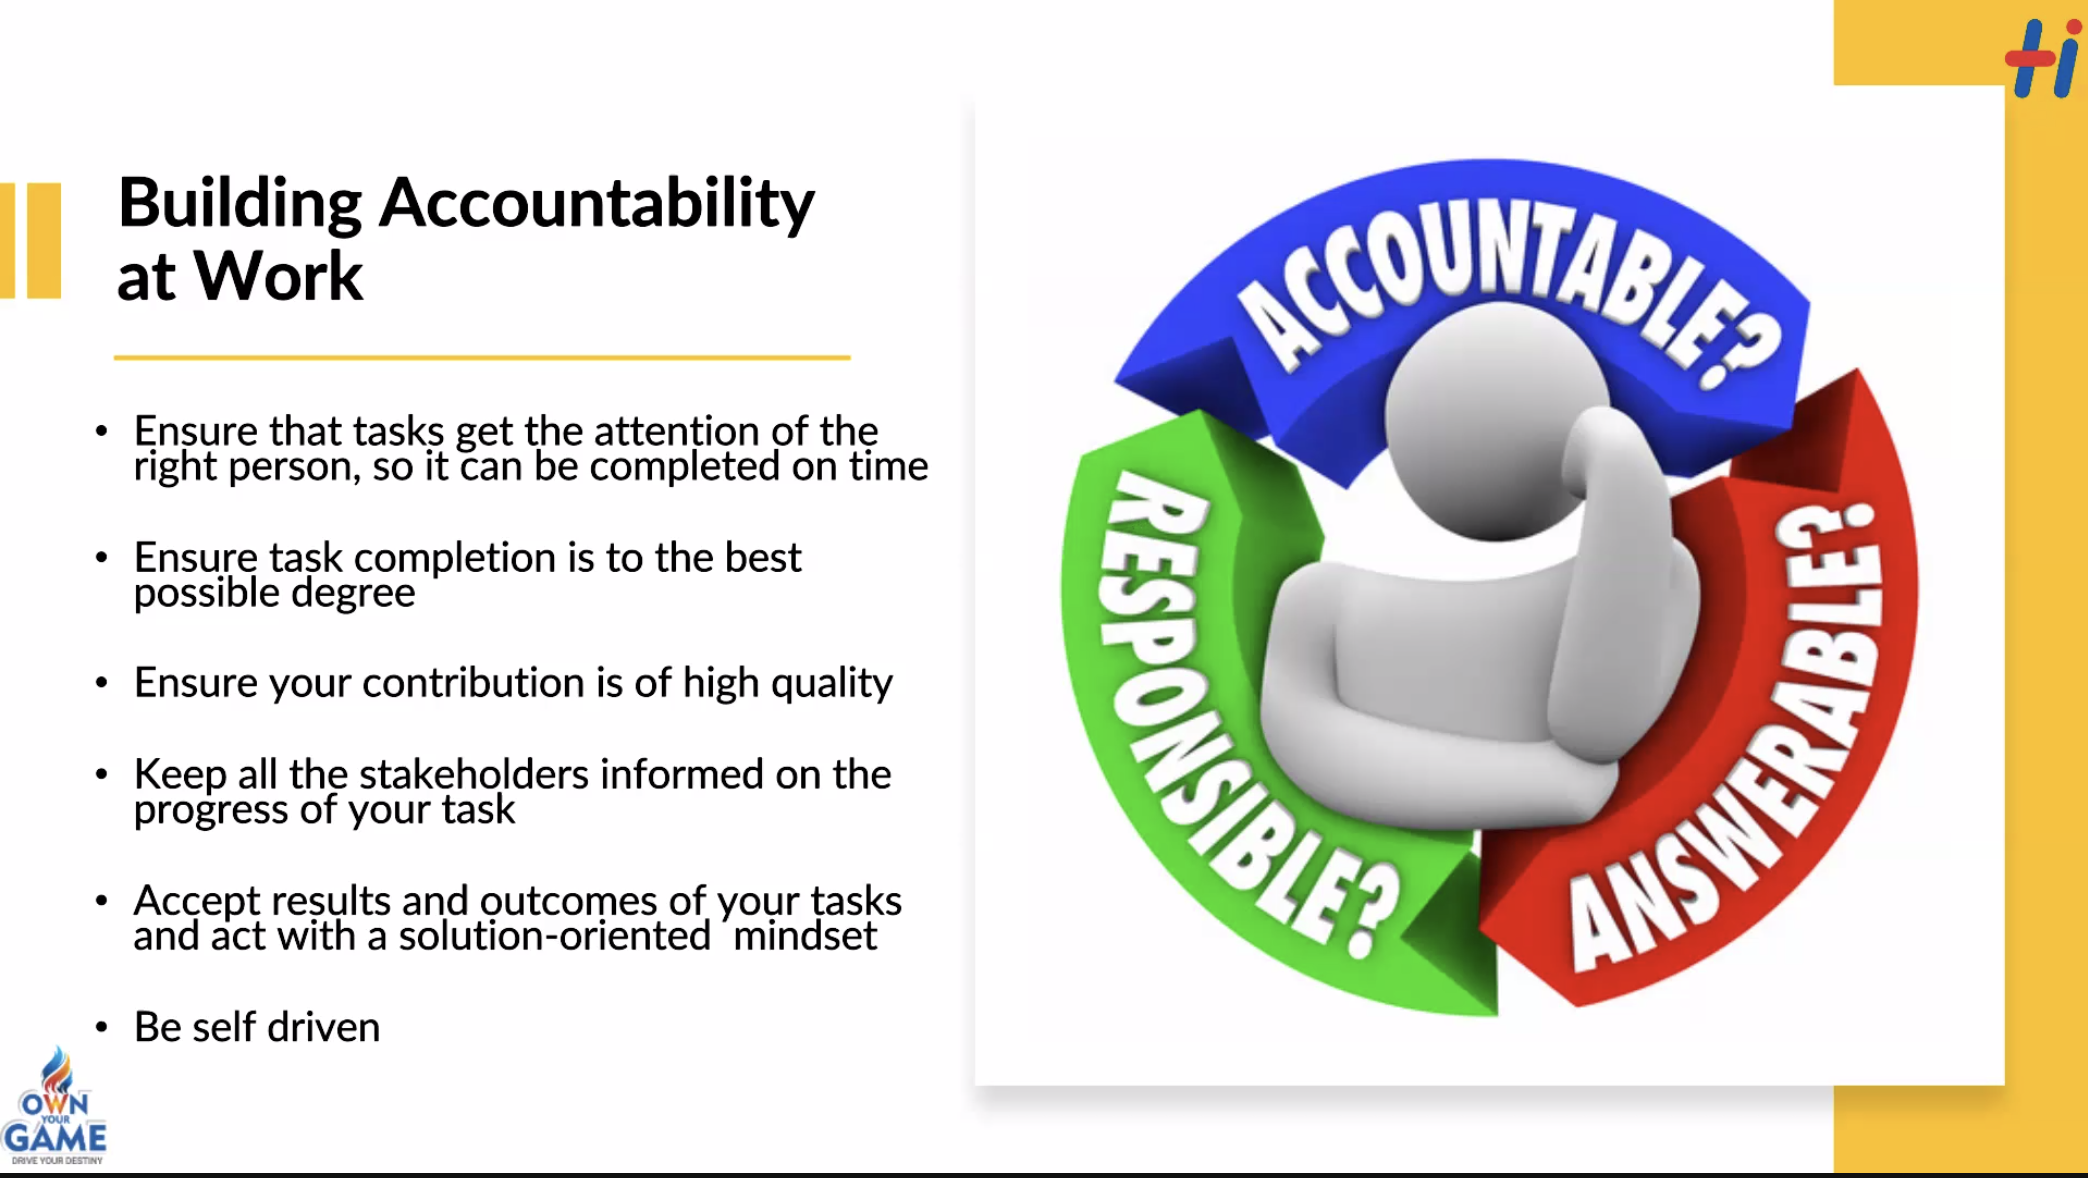 Building Accountability
at Work
• Ensure that tasks get the attention of the
right person, so it can be completed on time
• Ensure task completion is to the best
possible degree
• Ensure your contribution is of high quality
• Keep all the stakeholders informed on the
progress of your task
• Accept results and outcomes of your tasks
and act with a solution-oriented  mindset
• Be self driven
ACCOUNTABLE?
RESPONSIBLE?
ANSWERABLE?
Hi
OWN
YOUR
GAME
DRIVE YOUR DESTINY